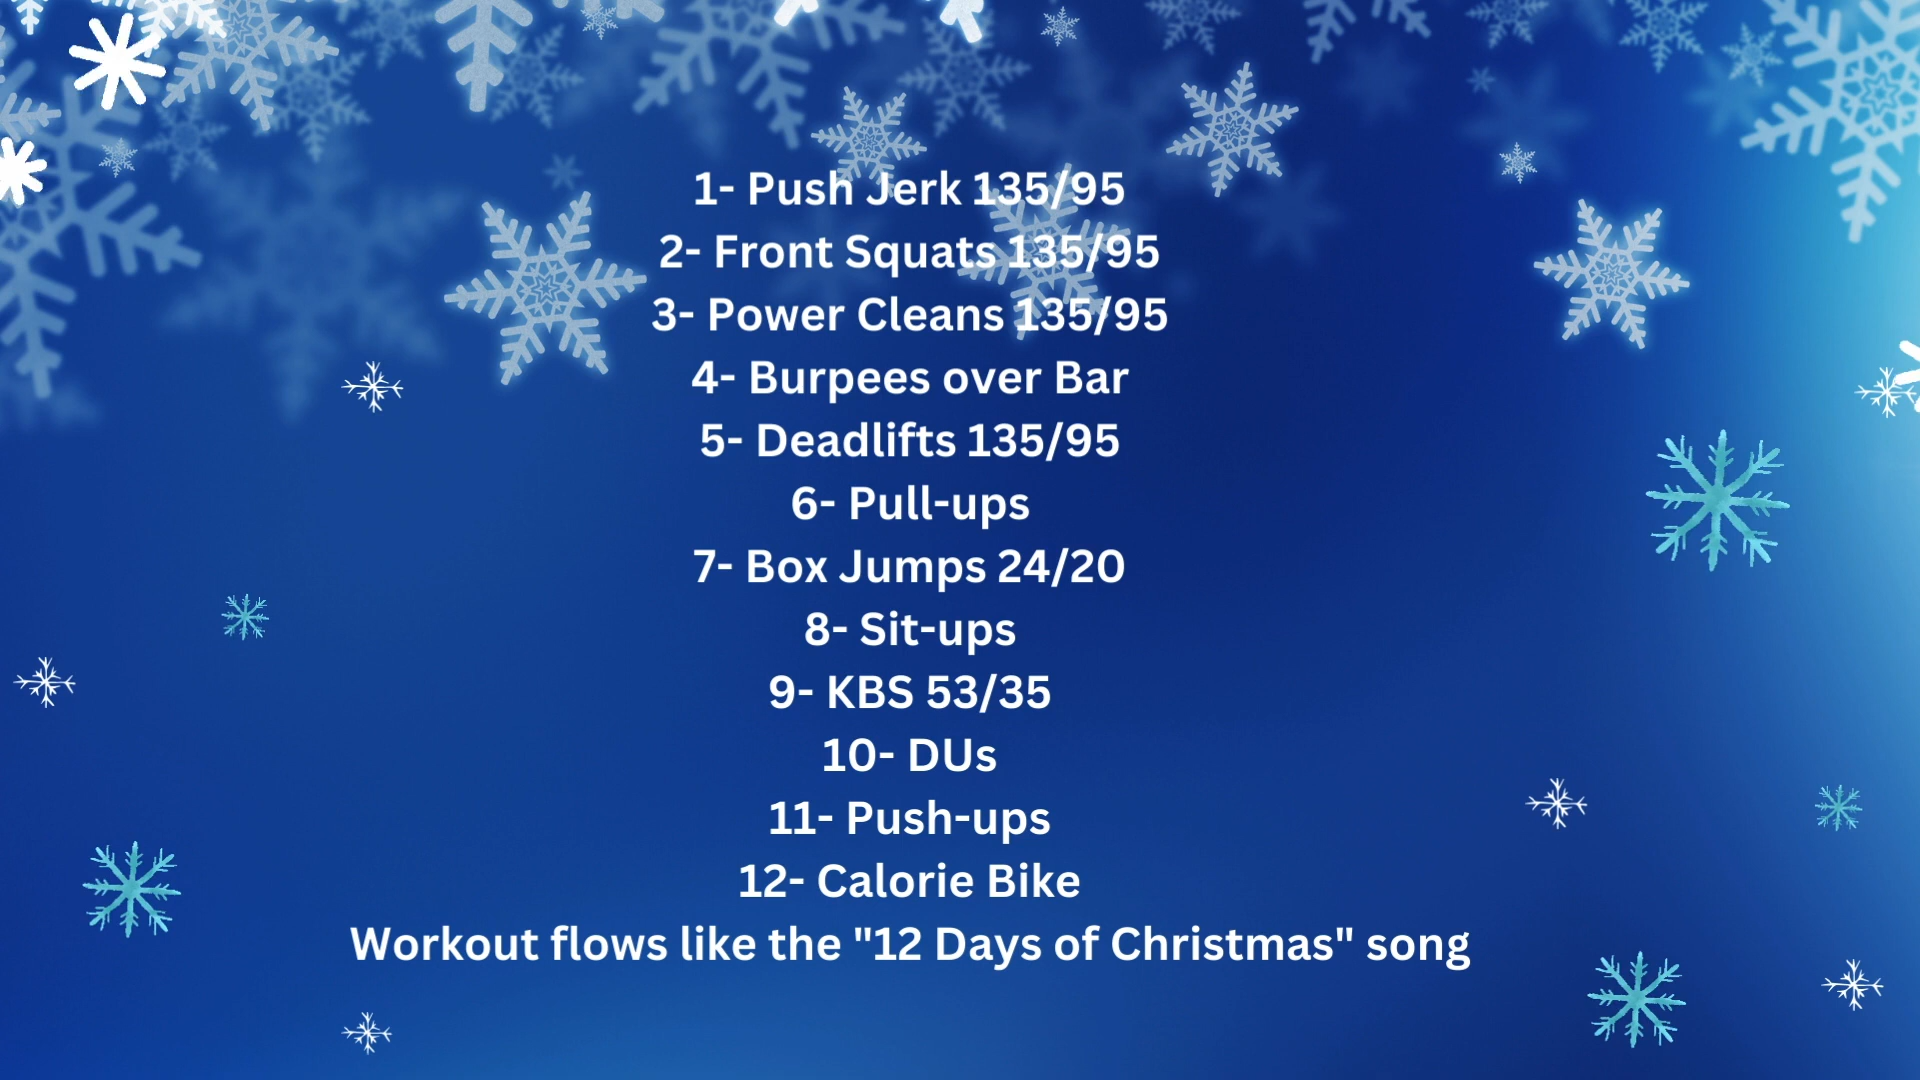 1- Push Jerk 135/95
2- Front Squats 135/95
3- Power Cleans 135/95
4- Burpees over Bar
5- Deadlifts 135/95
6- Pull-ups
7- Box Jumps 24/20
8- Sit-ups
9- KBS 53/35
10- DUs
11- Push-ups
12- Calorie Bike
Workout flows like the "12 Days of Christmas" song